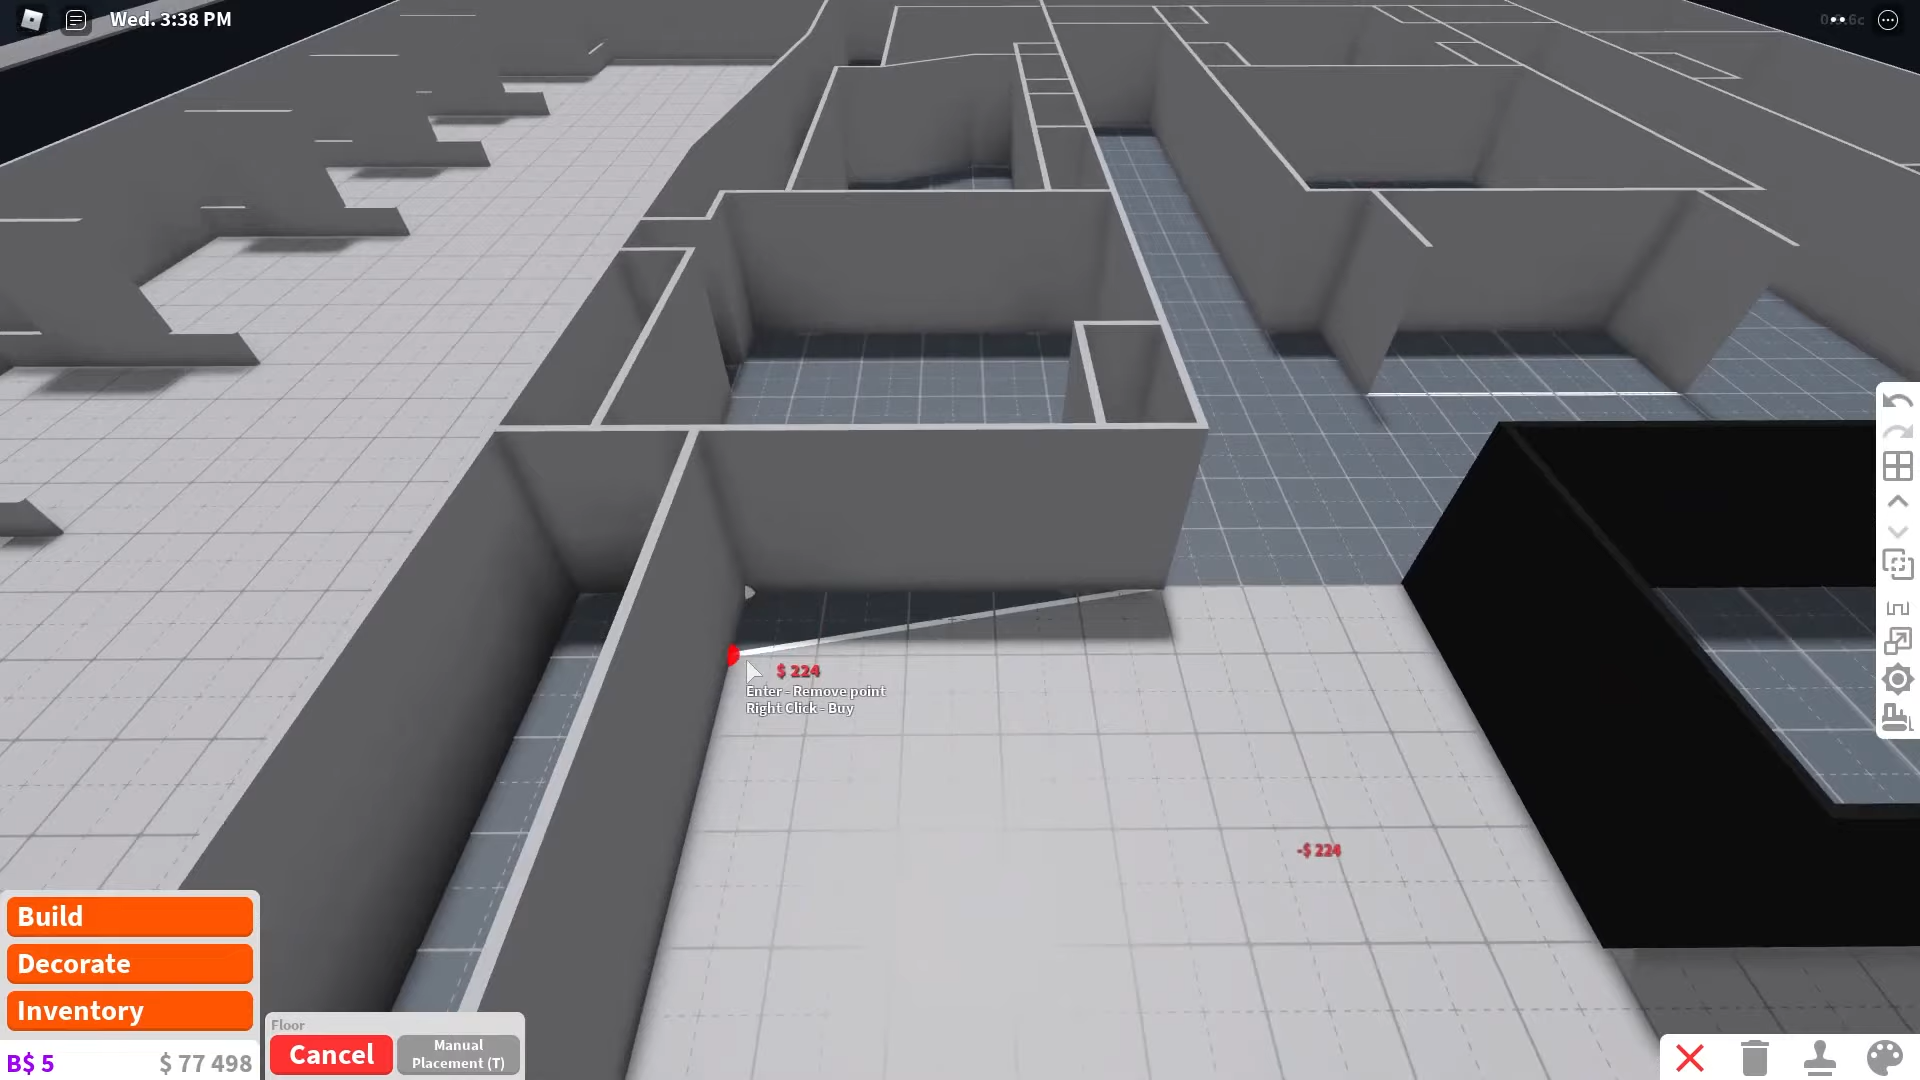 Wed. 3:38 PM
$ 224
Enter - Remove point
Right Click - Buy
-$ 224
Build
Decorate
Inventory
B$ 5
$ 77 498
Floor
Cancel
Manual
Placement (T)